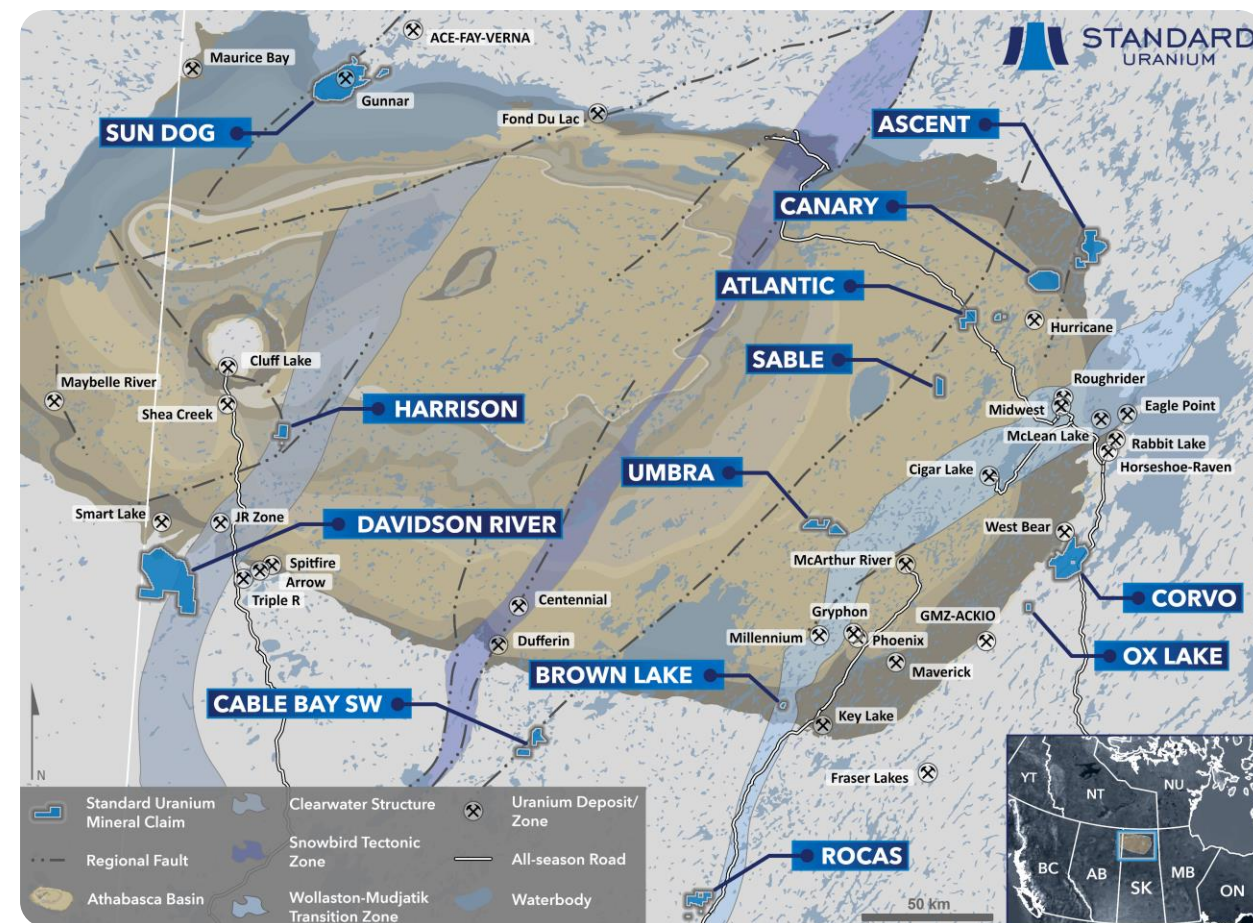 STANDARD
URANIUM
ACE-FAY-VERNA
Maurice Bay
Gunnar
SUN DOG
Fond Du Lac
ASCENT
CANARY
ATLANTIC
Hurricane
SABLE
Cluff Lake
Maybelle River
Shea Creek
HARRISON
Roughrider
Midwest
Eagle Point
McLean Lake
Rabbit Lake
Horseshoe-Raven
Cigar Lake
UMBRA
Smart Lake
JR Zone
DAVIDSON RIVER
West Bear
McArthur River
Spitfire
Arrow
Triple R
Centennial
CORVO
Gryphon
GMZ-ACKIO
Millennium
Phoenix
Dufferin
Maverick
OX LAKE
BROWN LAKE
CABLE BAY SW
Key Lake
Fraser Lakes
ROCAS
N
Standard Uranium
Mineral Claim
Regional Fault
Athabasca Basin
Clearwater Structure
Snowbird Tectonic
Zone
Wollaston-Mudjatik
Transition Zone
Uranium Deposit/
Zone
All-season Road
Waterbody
50 km
YT
NT
NU
BC
AB
SK
MB
ON